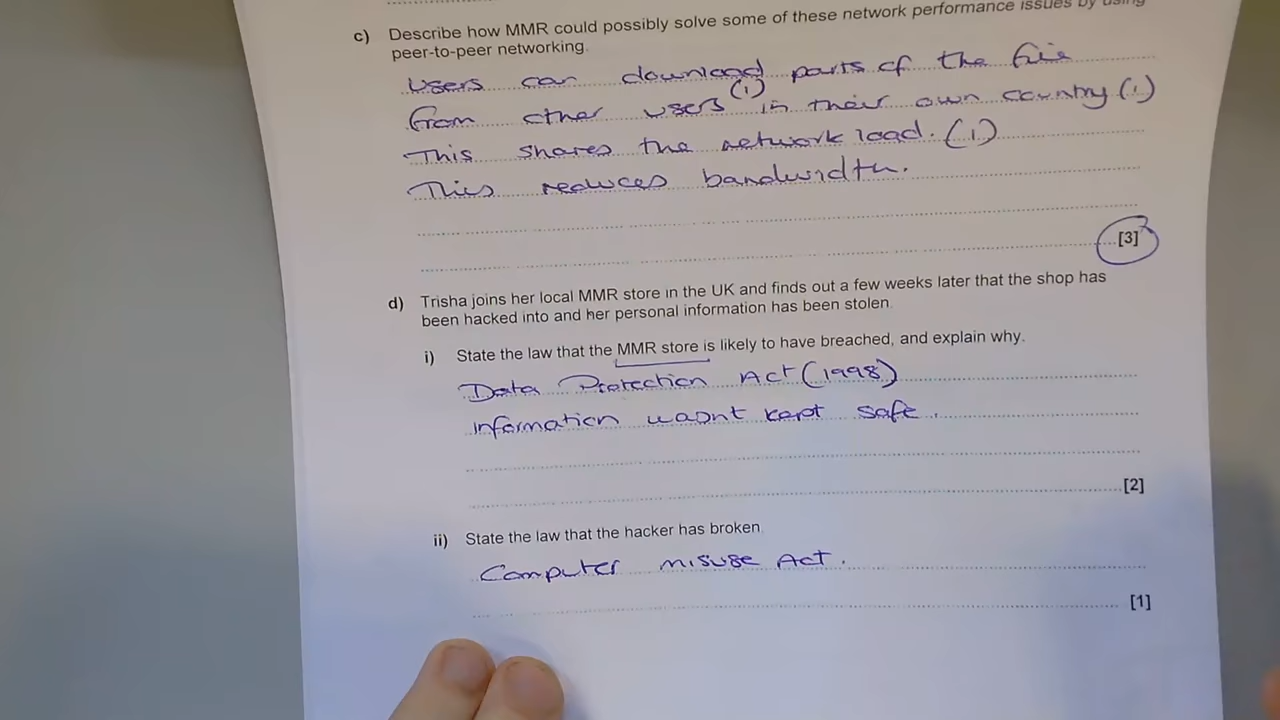 c) Describe how MMR could possibly solve some of these network performance issues by using
peer-to-peer networking.
Users can download parts of the file
from other users (1) in their own country (1)
This shares the network load. (1)
This reduces bandwidth.
[3]
d) Trisha joins her local MMR store in the UK and finds out a few weeks later that the shop has
been hacked into and her personal information has been stolen.
i) State the law that the MMR store is likely to have breached, and explain why.
Data Protection Act (1998)
information wasnt kept safe.
[2]
ii) State the law that the hacker has broken.
Computer misuse Act.
[1]